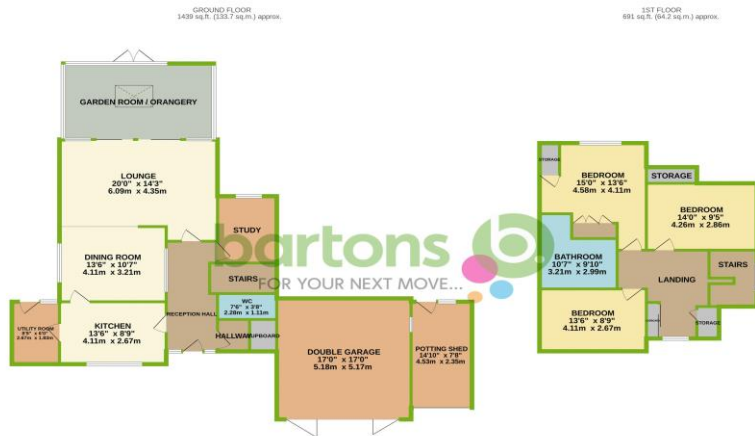 GROUND FLOOR
1439 sq.ft. (133.7 sq.m.) approx.
1ST FLOOR
691 sq.ft. (64.2 sq.m.) approx.
GARDEN ROOM / ORANGERY
LOUNGE
20'0" x 14'3"
6.09m x 4.35m
STUDY
DINING ROOM
13'6" x 10'7"
4.11m x 3.21m
STAIRS
WC
7'6" x 3'8"
2.28m x 1.11m
RECEPTION HALL
UTILITY ROOM
KITCHEN
13'6" x 8'9"
4.11m x 2.67m
HALLWAY
CUPBOARD
DOUBLE GARAGE
17'0" x 17'0"
5.18m x 5.17m
POTTING SHED
14'10" x 7'8"
4.53m x 2.35m
bartons b.
FOR YOUR NEXT MOVE...
STORAGE
BEDROOM
15'0" x 13'6"
4.58m x 4.11m
STORAGE
BEDROOM
14'0" x 9'5"
4.26m x 2.86m
BATHROOM
10'7" x 9'10"
3.21m x 2.99m
LANDING
STAIRS
BEDROOM
13'6" x 8'9"
4.11m x 2.67m
STORAGE